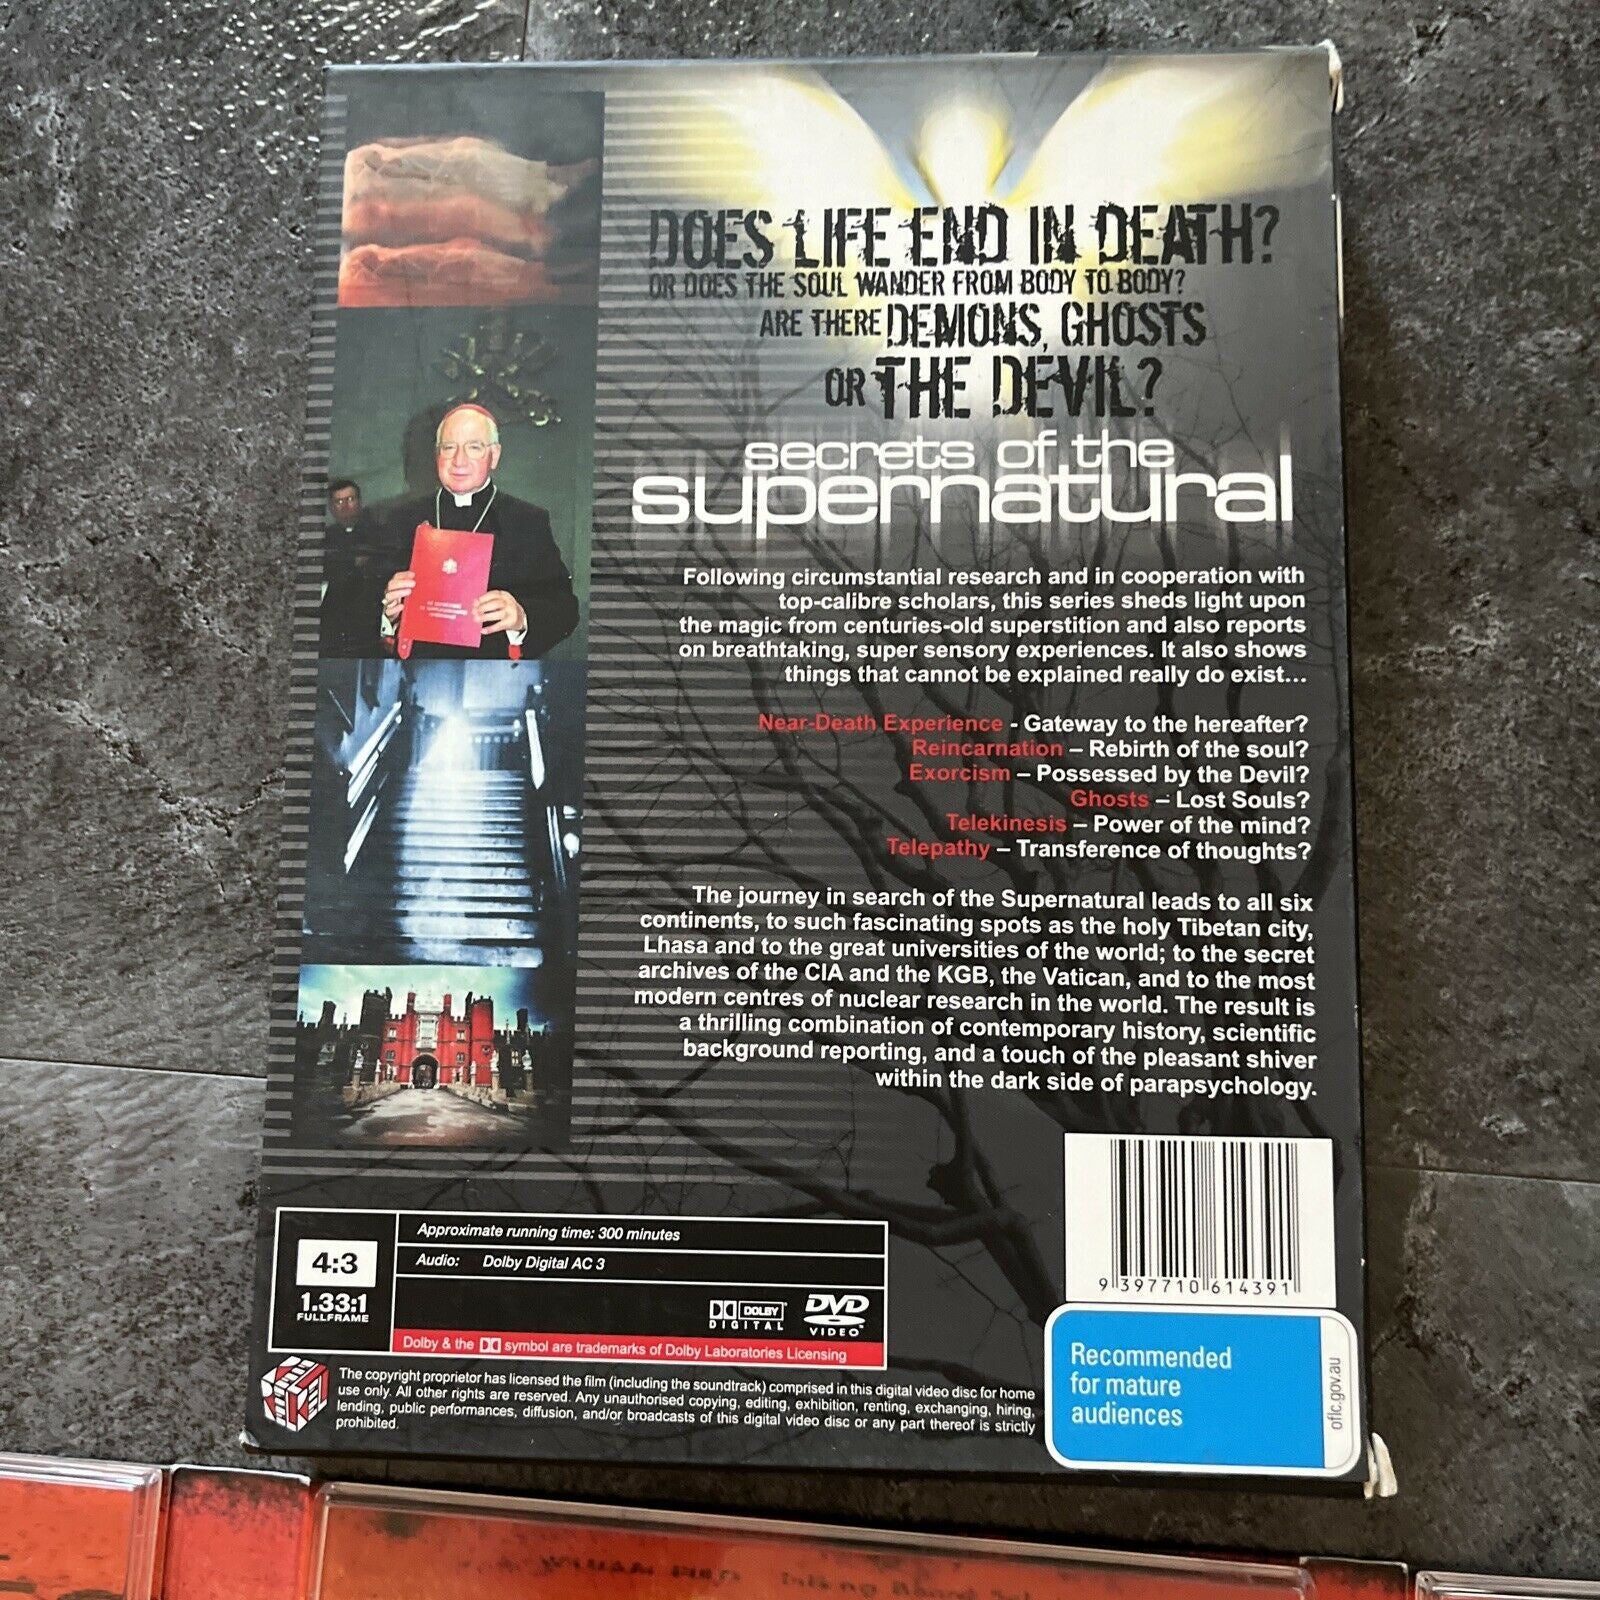 DOES LIFE END IN DEATH?
OR DOES THE SOUL WANDER FROM BODY TO BODY?
ARE THERE DEMONS, GHOSTS
OR THE DEVIL?
secrets of the
supernatural
Following circumstantial research and in cooperation with
top-calibre scholars, this series sheds light upon
the magic from centuries-old superstition and also reports
on breathtaking, super sensory experiences. It also shows
things that cannot be explained really do exist...
Near-Death Experience - Gateway to the hereafter?
Reincarnation – Rebirth of the soul?
Exorcism – Possessed by the Devil?
Ghosts – Lost Souls?
Telekinesis – Power of the mind?
Telepathy – Transference of thoughts?
The journey in search of the Supernatural leads to all six
continents, to such fascinating spots as the holy Tibetan city,
Lhasa and to the great universities of the world; to the secret
archives of the CIA and the KGB, the Vatican, and to the most
modern centres of nuclear research in the world. The result is
a thrilling combination of contemporary history, scientific
background reporting, and a touch of the pleasant shiver
within the dark side of parapsychology.
9 397710 614391
4:3
1.33:1
FULLFRAME
Approximate running time: 300 minutes
Audio: Dolby Digital AC 3
DOLBY
DIGITAL
DVD
VIDEO
Dolby & the symbol are trademarks of Dolby Laboratories Licensing
The copyright proprietor has licensed the film (including the soundtrack) comprised in this digital video disc for home
use only. All other rights are reserved. Any unauthorised copying, editing, exhibition, renting, exchanging, hiring,
lending, public performances, diffusion, and/or broadcasts of this digital video disc or any part thereof is strictly
prohibited.
Recommended
for mature
audiences
oflc.gov.au